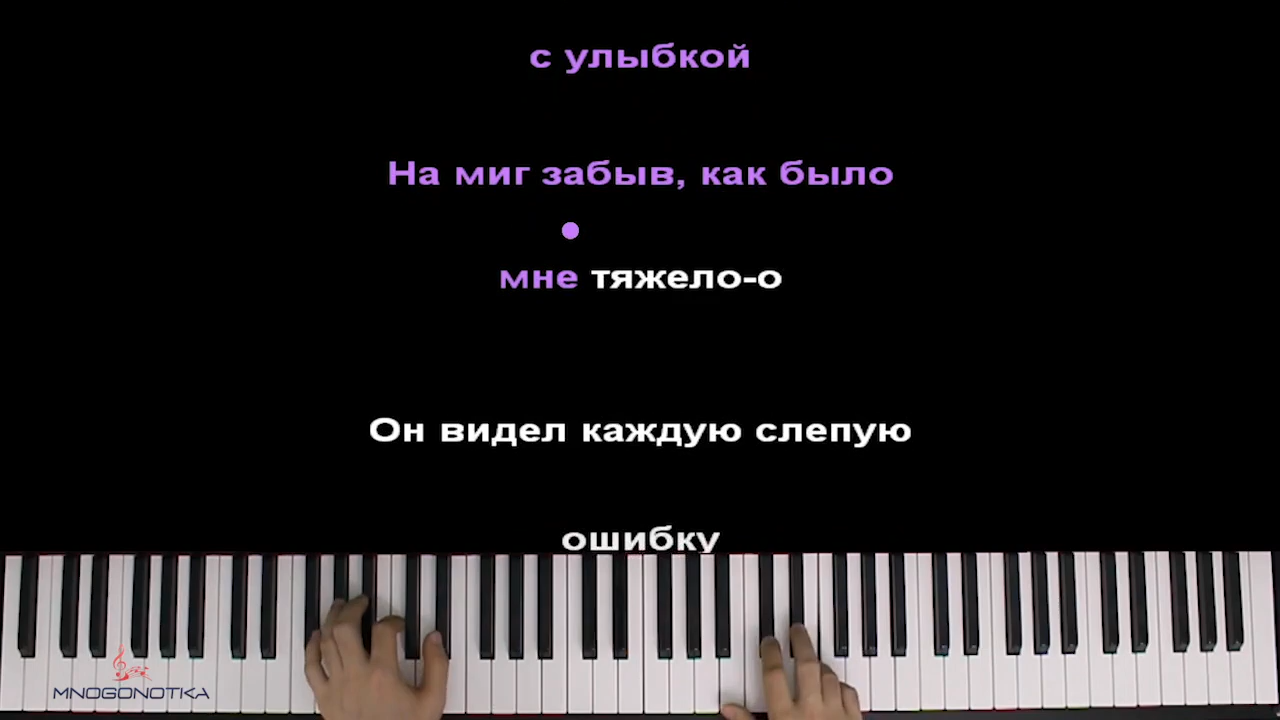 с улыбкой
На миг забыв, как было
мне тяжело-о
Он видел каждую слепую
ошибку
MNOGONOTKA